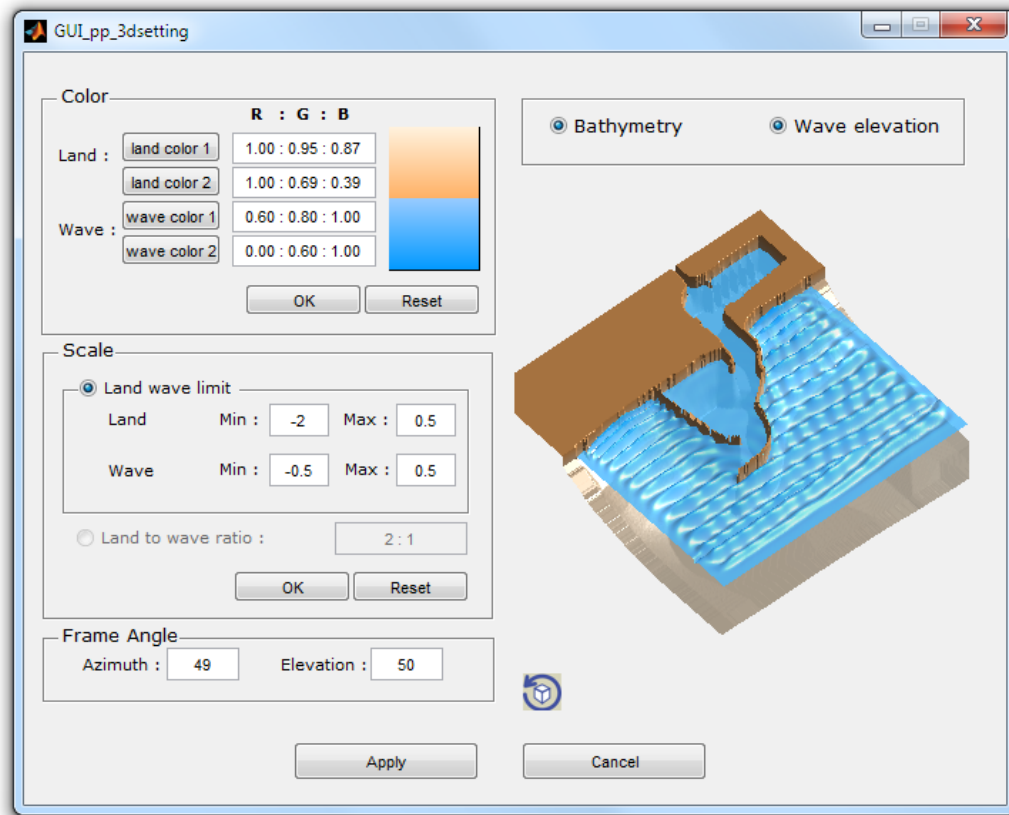 GUI_pp_3dsetting
Color
R : G : B
Land : land color 1 1.00 : 0.95 : 0.87
land color 2 1.00 : 0.69 : 0.39
Wave : wave color 1 0.60 : 0.80 : 1.00
wave color 2 0.00 : 0.60 : 1.00
OK Reset
Bathymetry Wave elevation
Scale
Land wave limit
Land Min : -2 Max : 0.5
Wave Min : -0.5 Max : 0.5
Land to wave ratio : 2 : 1
OK Reset
Frame Angle
Azimuth : 49 Elevation : 50
Apply Cancel